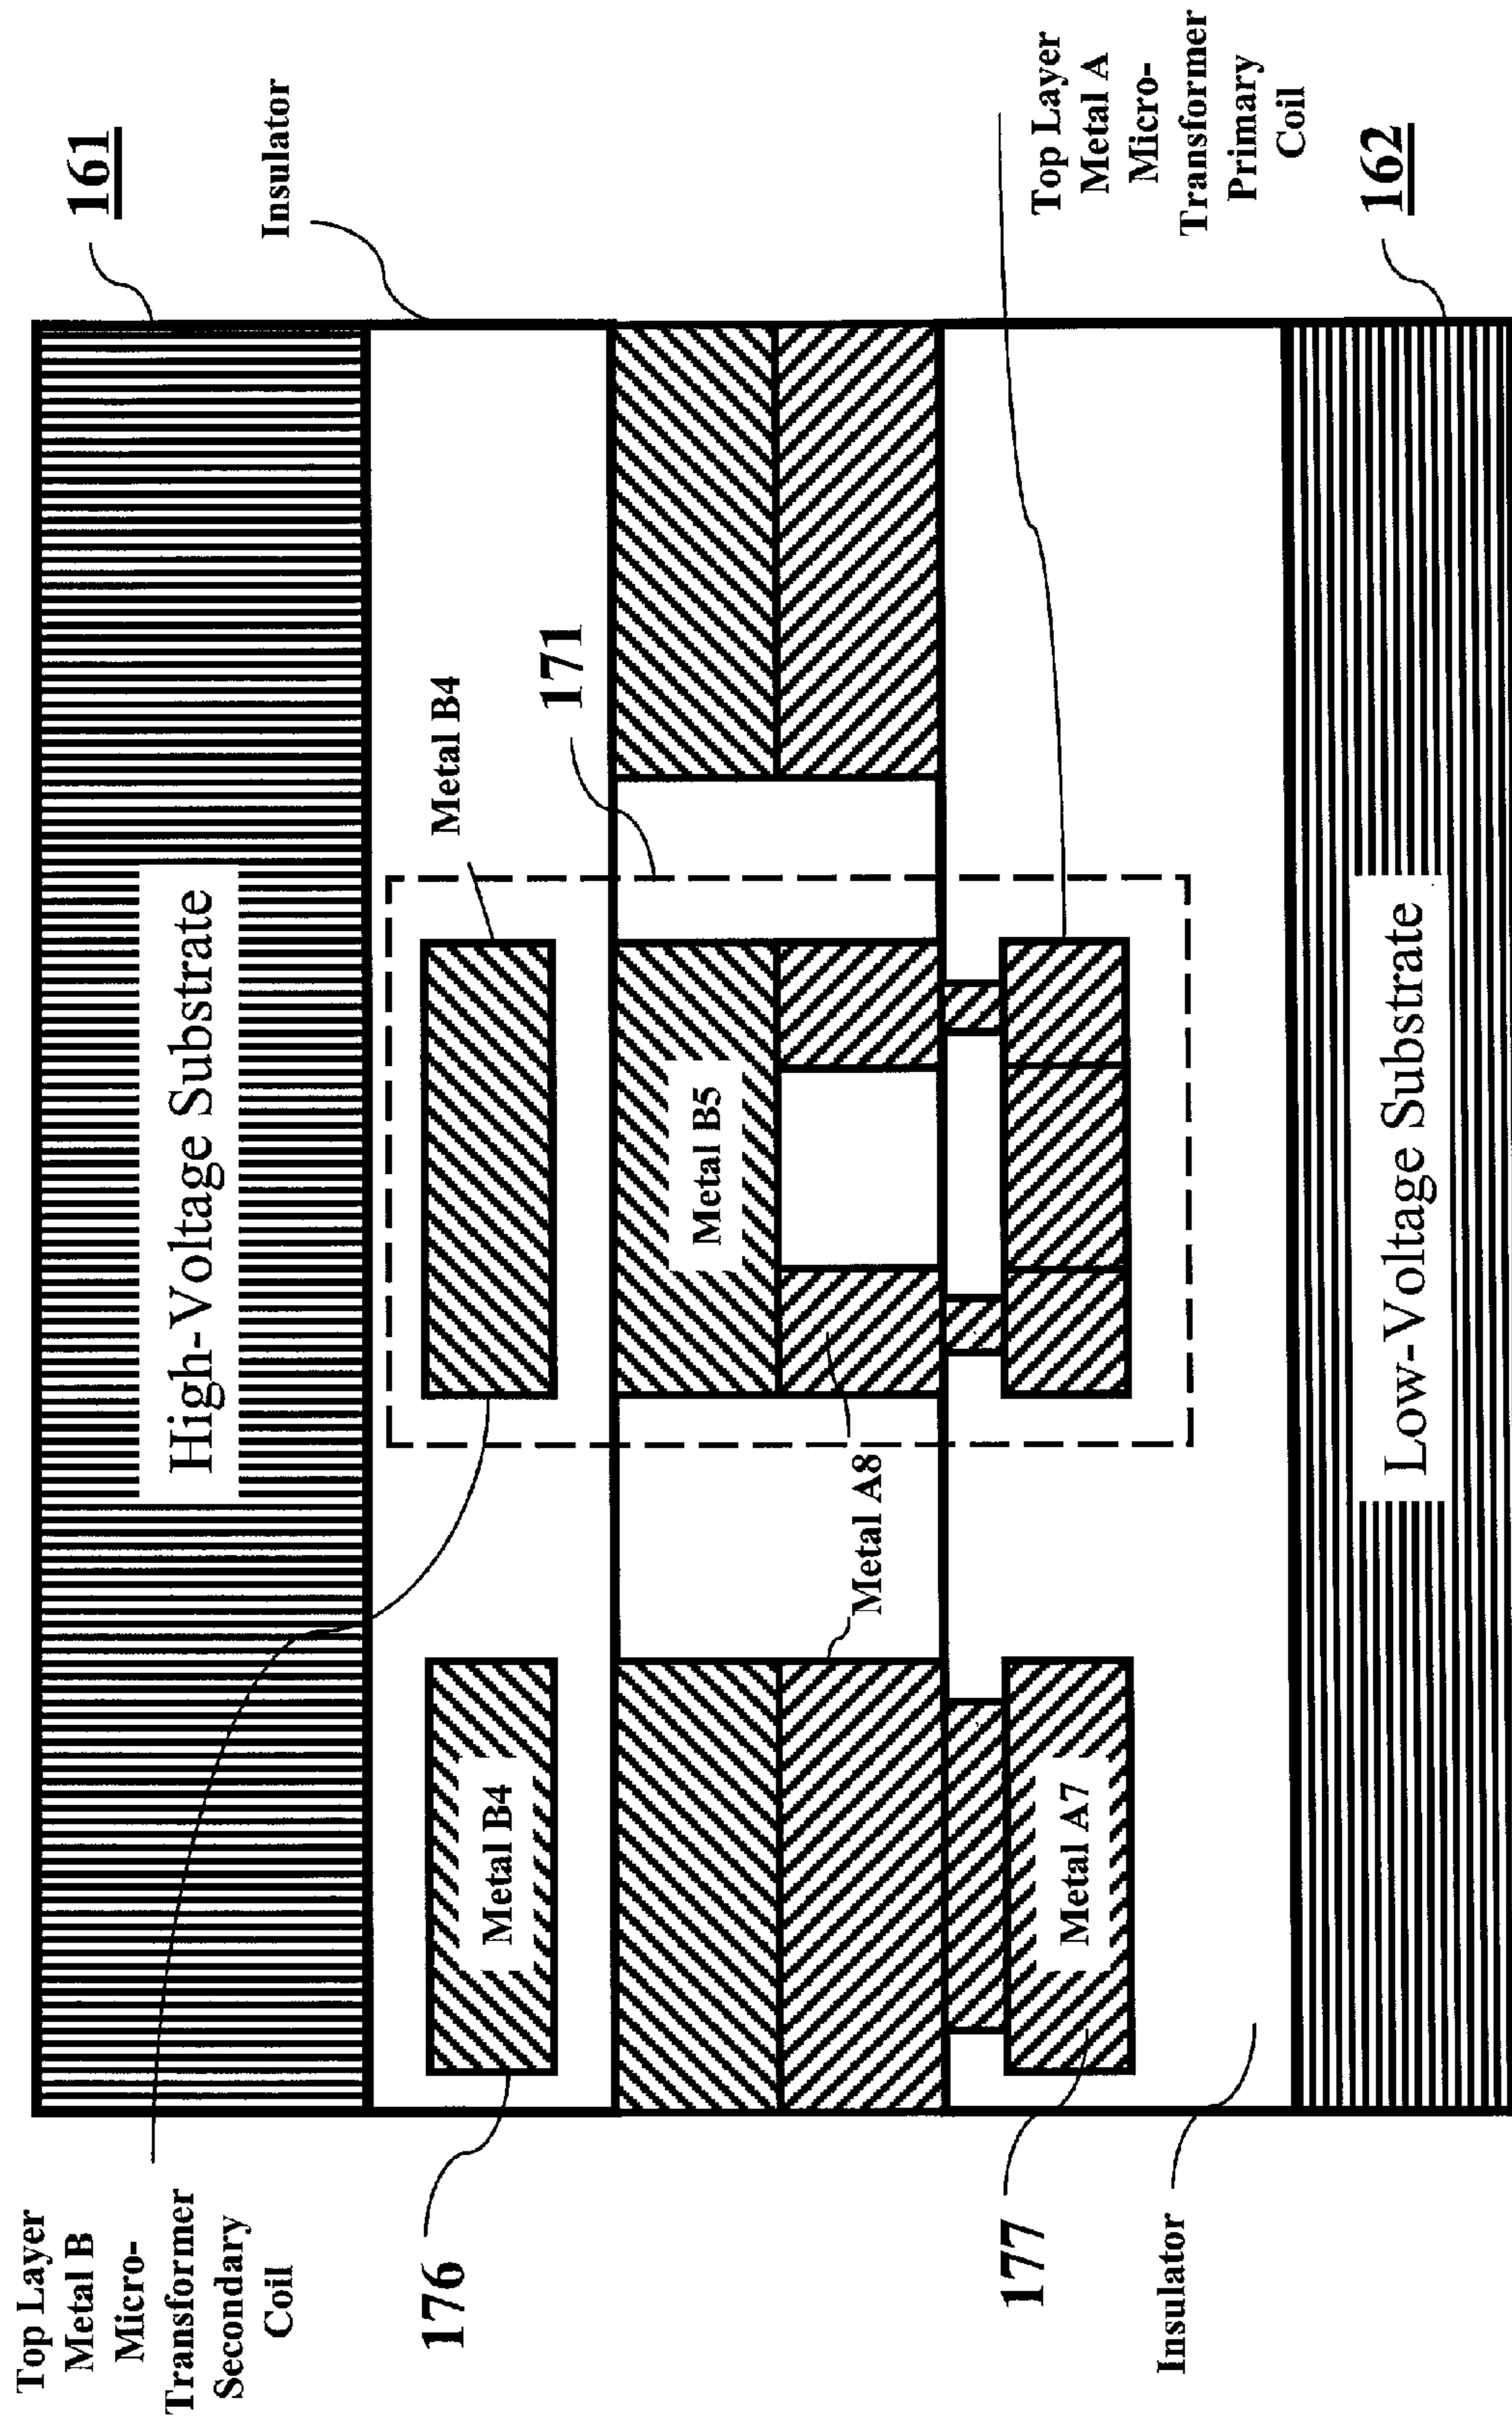 Top Layer
Metal B
Micro-
Transformer
Secondary
Coil
161
High-Voltage Substrate
Insulator
176
Metal B4
Metal B4
171
Metal B5
Metal A8
177
Metal A7
Top Layer
Metal A
Micro-
Transformer
Primary
Coil
Insulator
Low-Voltage Substrate
162